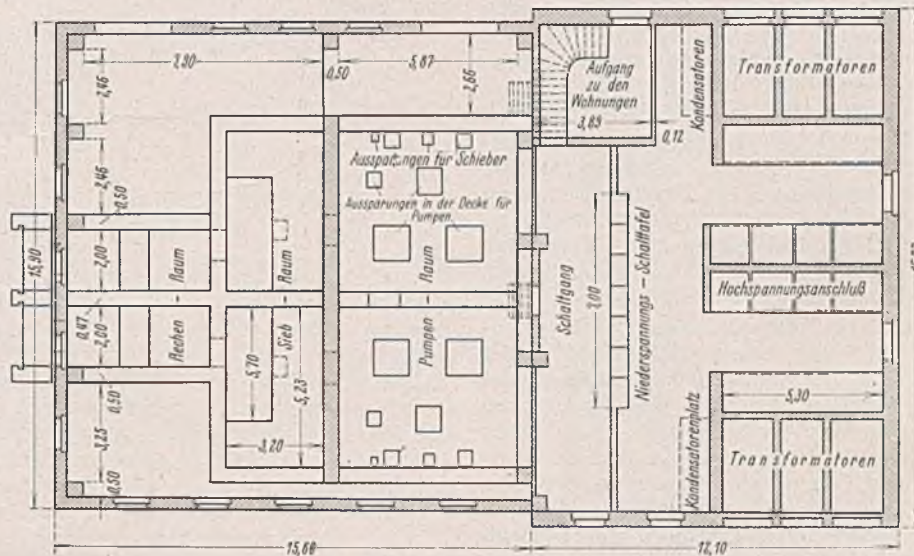 7,90
0,50
5,87
2,66
2,46
Aufgang
zu den
Wohnungen
3,89
0,12
Kondensatoren
Transformatoren
Aussparungen für Schieber
Aussparungen in der Decke für
Pumpen
2,46
0,50
15,90
2,00
Rechen Raum
Sieb Raum
Pumpen Raum
Schaltgang
9,00
Niederspannungs – Schalttafel
Hochspannungsanschluß
0,47
2,00
5,70
5,23
0,50
3,25
3,20
0,50
5,30
Kondensatorenplatz
Transformatoren
15,60
12,10